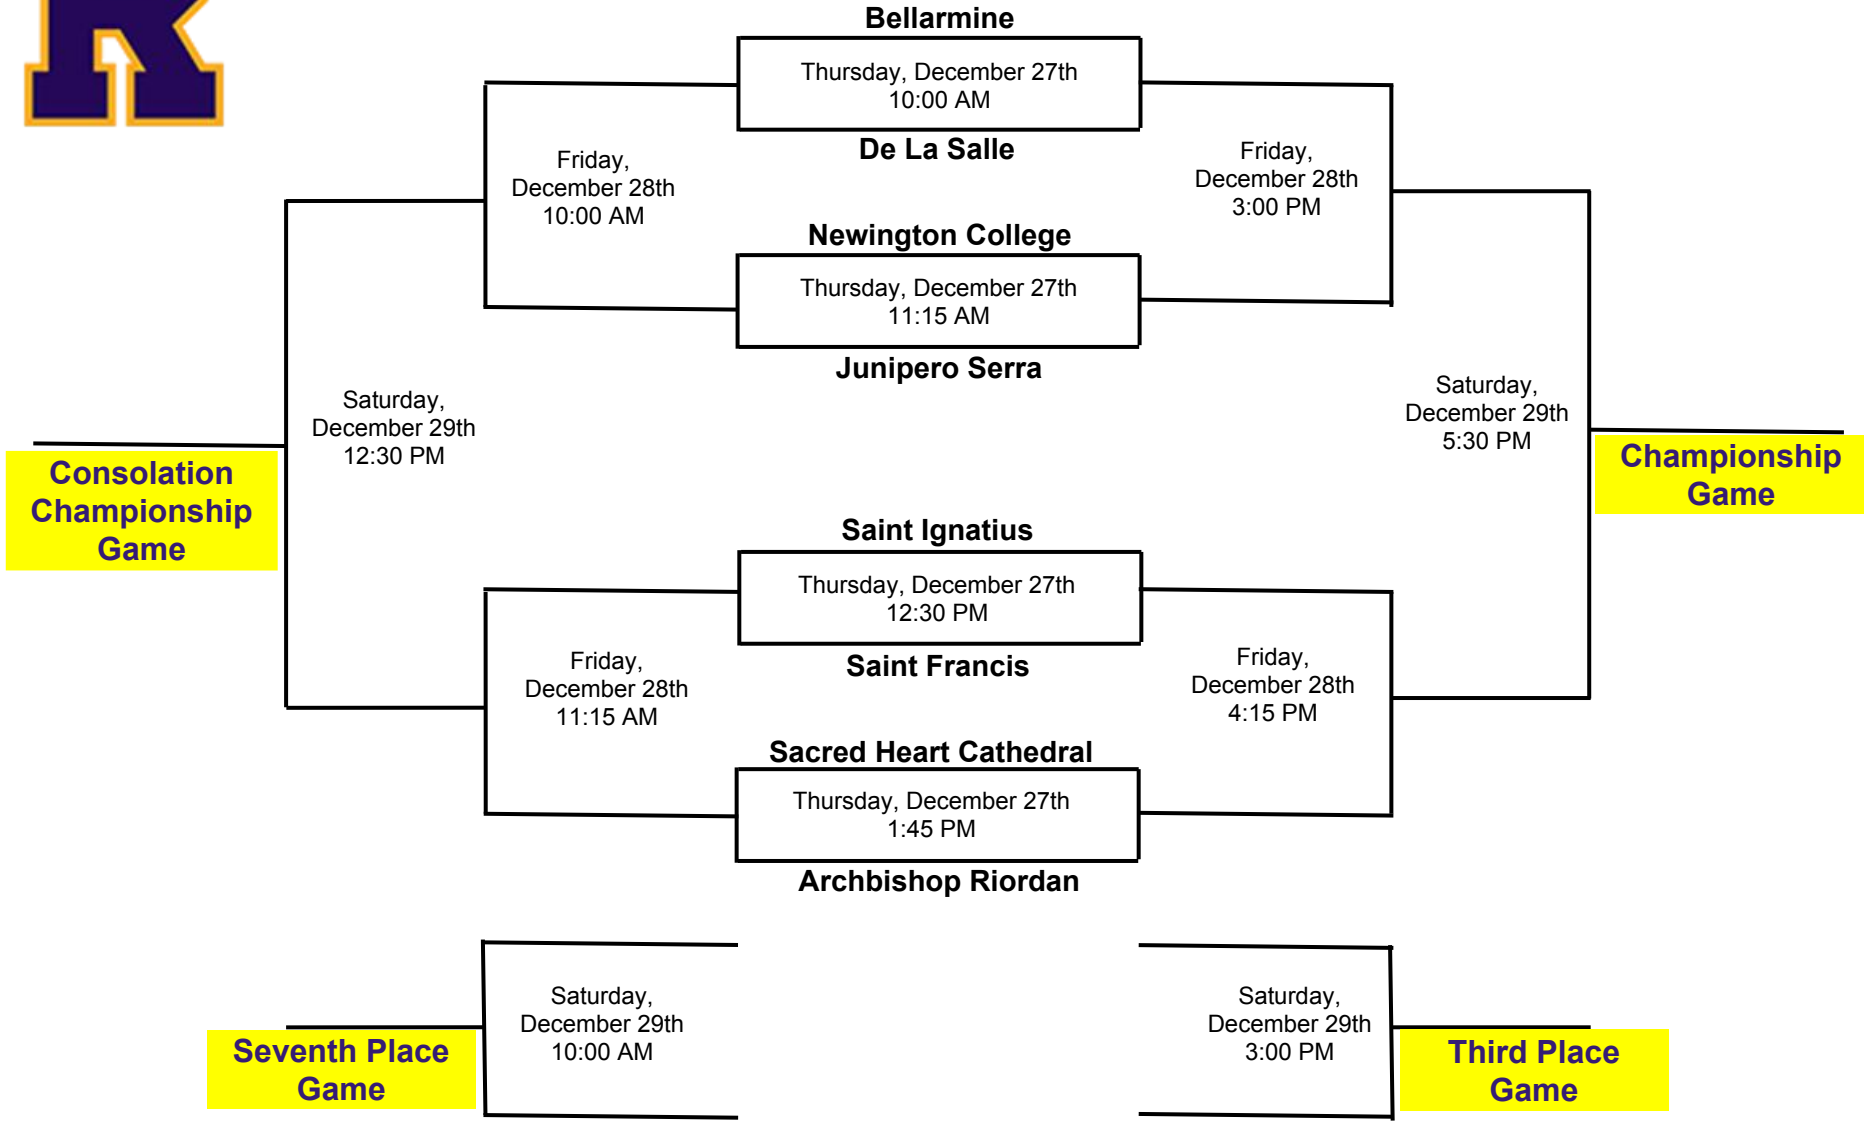 Bellarmine
Thursday, December 27th
10:00 AM
De La Salle
Friday,
December 28th
10:00 AM
Friday,
December 28th
3:00 PM
Newington College
Thursday, December 27th
11:15 AM
Junipero Serra
Saturday,
December 29th
12:30 PM
Saturday,
December 29th
5:30 PM
Consolation
Championship
Game
Championship
Game
Saint Ignatius
Thursday, December 27th
12:30 PM
Saint Francis
Friday,
December 28th
11:15 AM
Friday,
December 28th
4:15 PM
Sacred Heart Cathedral
Thursday, December 27th
1:45 PM
Archbishop Riordan
Saturday,
December 29th
10:00 AM
Saturday,
December 29th
3:00 PM
Seventh Place
Game
Third Place
Game